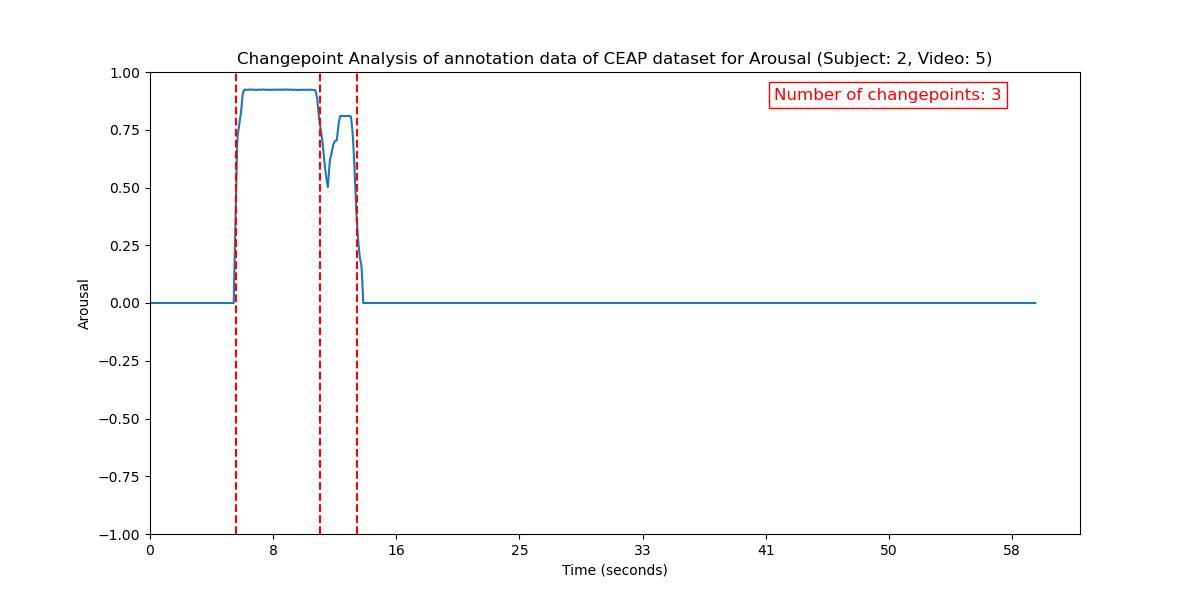 Changepoint Analysis of annotation data of CEAP dataset for Arousal (Subject: 2, Video: 5)
Number of changepoints: 3
1.00
0.75
0.50
0.25
0.00
−0.25
−0.50
−0.75
−1.00
Arousal
0 8 16 25 33 41 50 58
Time (seconds)